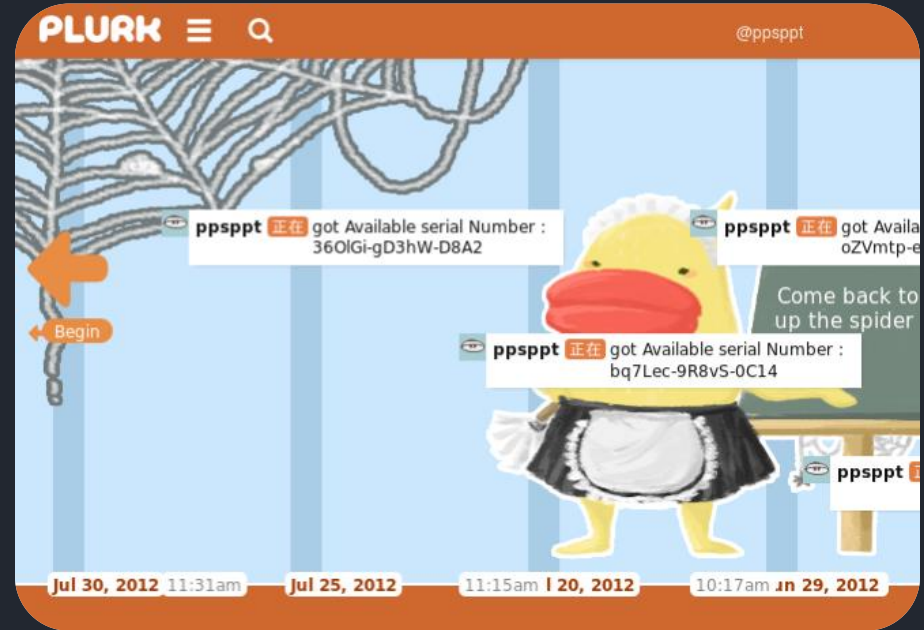 PLURK
@ppsppt
ppsppt 正在 got Available serial Number :
36OlGi-gD3hW-D8A2
ppsppt 正在 got Availa
oZVmtp-e
Come back to
up the spider
Begin
ppsppt 正在 got Available serial Number :
bq7Lec-9R8vS-0C14
ppsppt
Jul 30, 2012 11:31am Jul 25, 2012 11:15am l 20, 2012 10:17am un 29, 2012